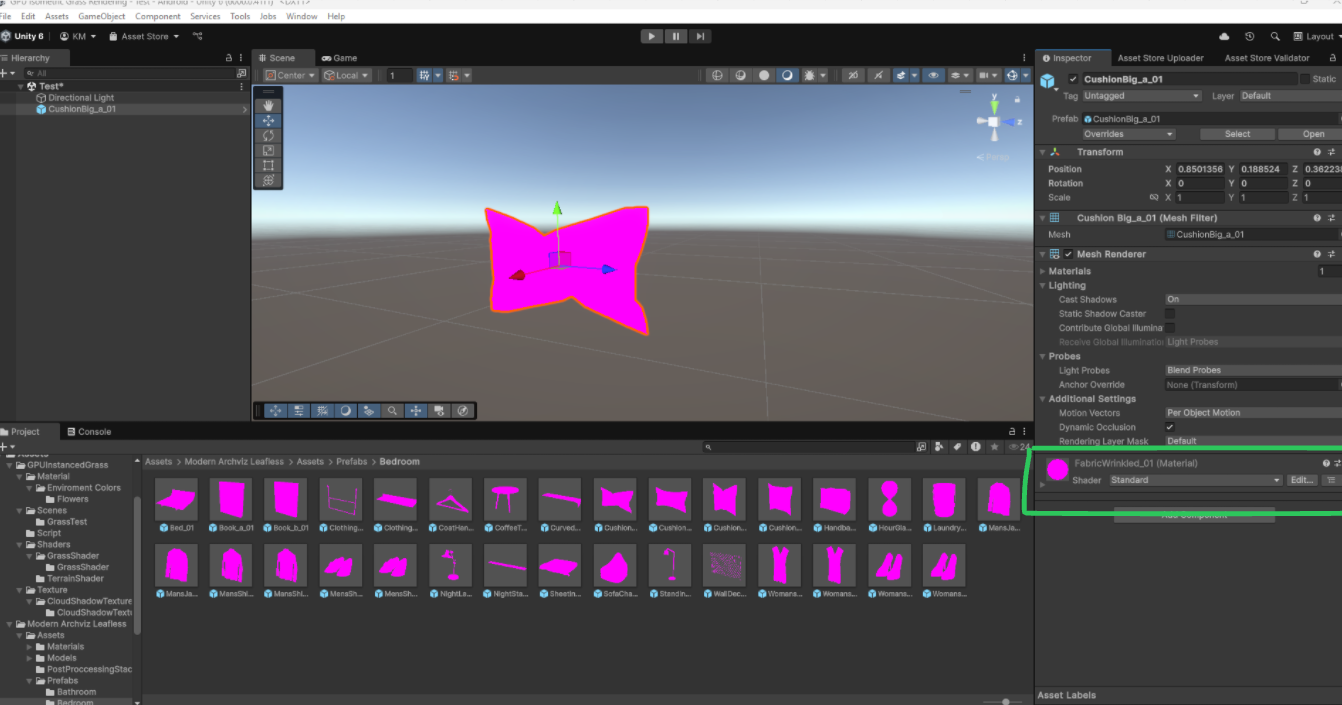 GPU Isometric Grass Rendering - Test - Android - Unity 6 <DX11>
File Edit Assets GameObject Component Services Tools Jobs Window Help
Unity 6 KM Asset Store Layout
Hierarchy
All
Test*
Directional Light
CushionBig_a_01
Scene Game
Center Local 1
y
z
Persp
Inspector Asset Store Uploader Asset Store Validator
CushionBig_a_01 Static
Tag Untagged Layer Default
Prefab CushionBig_a_01
Overrides Select Open
Transform
Position X 0.8501356 Y 0.188524 Z 0.36223
Rotation X 0 Y 0 Z 0
Scale X 1 Y 1 Z 1
Cushion Big_a_01 (Mesh Filter)
Mesh CushionBig_a_01
Mesh Renderer
Materials 1
Lighting
Cast Shadows On
Static Shadow Caster
Contribute Global Illumina
Receive Global Illuminatio Light Probes
Probes
Light Probes Blend Probes
Anchor Override None (Transform)
Additional Settings
Motion Vectors Per Object Motion
Dynamic Occlusion
Rendering Layer Mask Default
FabricWrinkled_01 (Material)
Shader Standard Edit...
Add Component
Asset Labels
Project Console
24
Assets
GPUInstancedGrass
Material
Enviroment Colors
Flowers
Scenes
GrassTest
Script
Shaders
GrassShader
GrassShader
TerrainShader
Texture
CloudShadowTexture
CloudShadowText
Modern Archviz Leafless
Assets
Materials
Models
PostProccessingStac
Prefabs
Bathroom
Bedroom
Assets > Modern Archviz Leafless > Assets > Prefabs > Bedroom
Bed_01 Book_a_01 Book_b_01 Clothing... Clothing... CoatHan... CoffeeT... Curved... Cushion... Cushion... Cushion... Cushion... Handba... HourGla... Laundry... MansJa...
MansJa... MansShi... MansShi... MansSh... MensSh... NightLa... NightSta... Sheetin... SofaCha... Standin... WallDec... Womans... Womans... Womans... Womans...